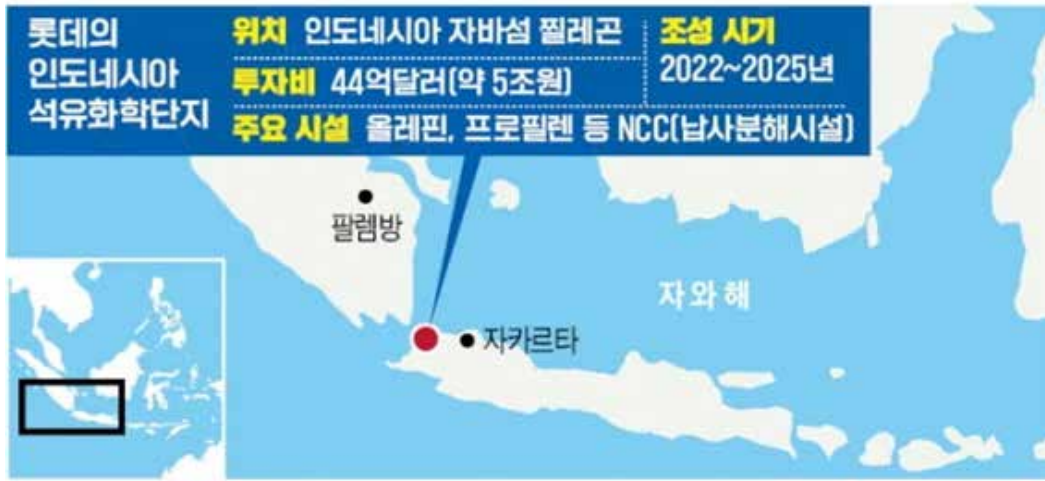 롯데의
인도네시아
석유화학단지
위치 인도네시아 자바섬 찔레곤
투자비 44억달러(약 5조원)
조성 시기
2022~2025년
주요 시설 올레핀, 프로필렌 등 NCC(납사분해시설)
팔렘방
자와해
자카르타